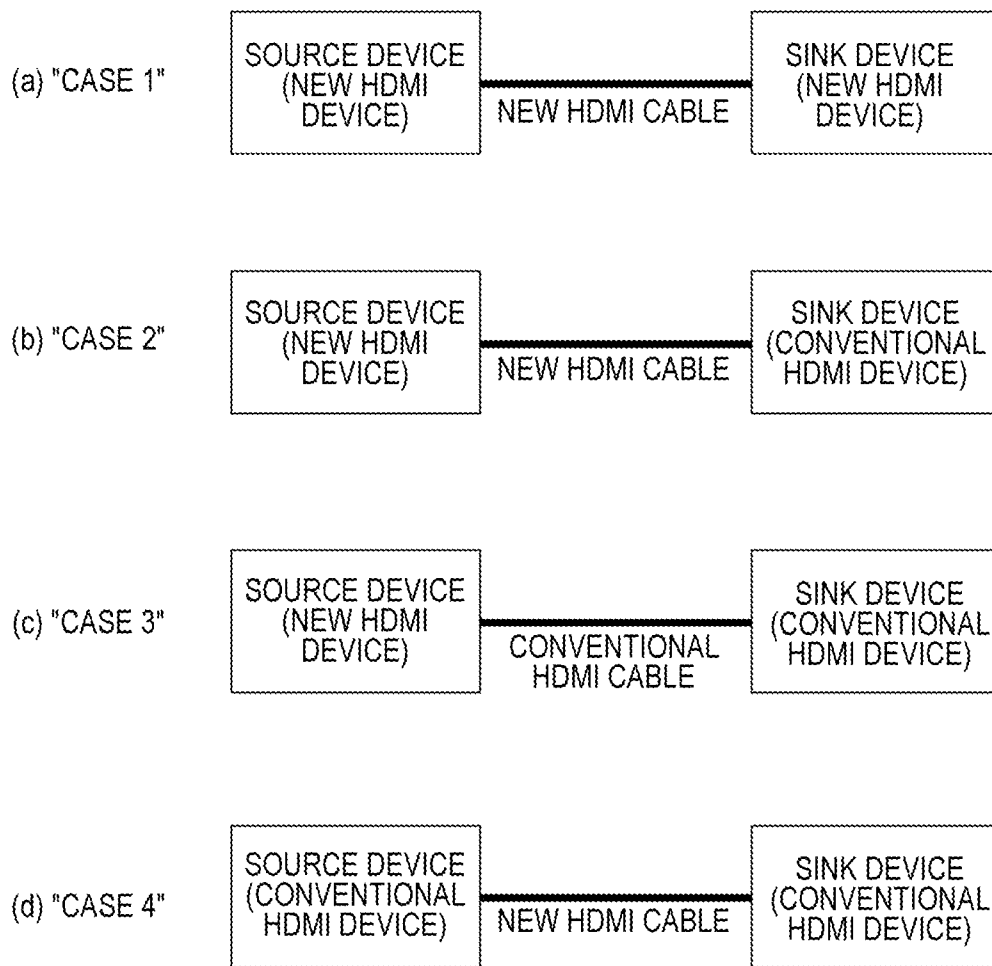 (a) "CASE 1"
SOURCE DEVICE
(NEW HDMI
DEVICE)
NEW HDMI CABLE
SINK DEVICE
(NEW HDMI
DEVICE)
(b) "CASE 2"
SOURCE DEVICE
(NEW HDMI
DEVICE)
NEW HDMI CABLE
SINK DEVICE
(CONVENTIONAL
HDMI DEVICE)
(c) "CASE 3"
SOURCE DEVICE
(NEW HDMI
DEVICE)
CONVENTIONAL
HDMI CABLE
SINK DEVICE
(CONVENTIONAL
HDMI DEVICE)
(d) "CASE 4"
SOURCE DEVICE
(CONVENTIONAL
HDMI DEVICE)
NEW HDMI CABLE
SINK DEVICE
(CONVENTIONAL
HDMI DEVICE)